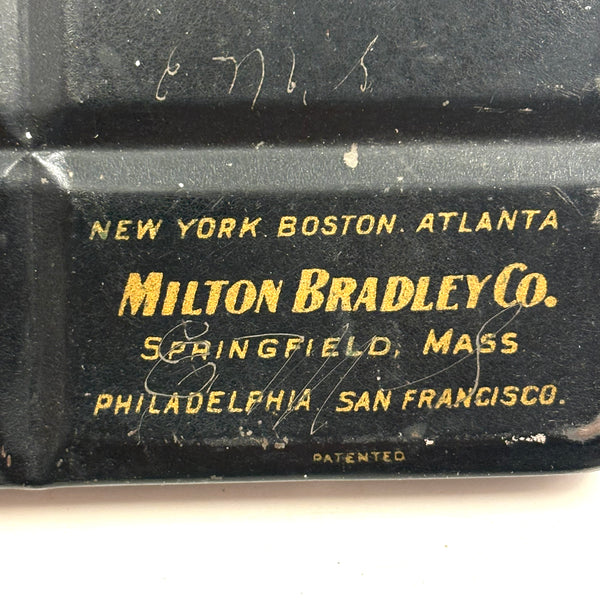 NEW YORK. BOSTON. ATLANTA
MILTON BRADLEY CO.
SPRINGFIELD, MASS
PHILADELPHIA. SAN FRANCISCO.
PATENTED